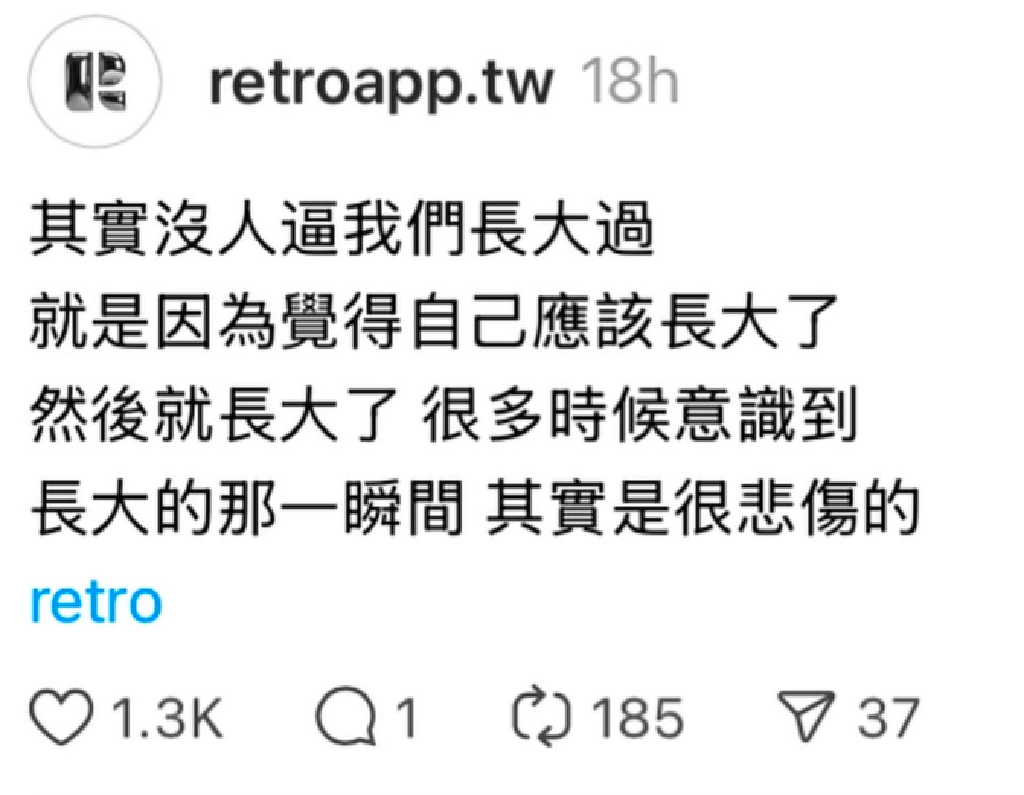 retroapp.tw 18h
其實沒人逼我們長大過
就是因為覺得自己應該長大了
然後就長大了 很多時候意識到
長大的那一瞬間 其實是很悲傷的
retro
1.3K 1 185 37